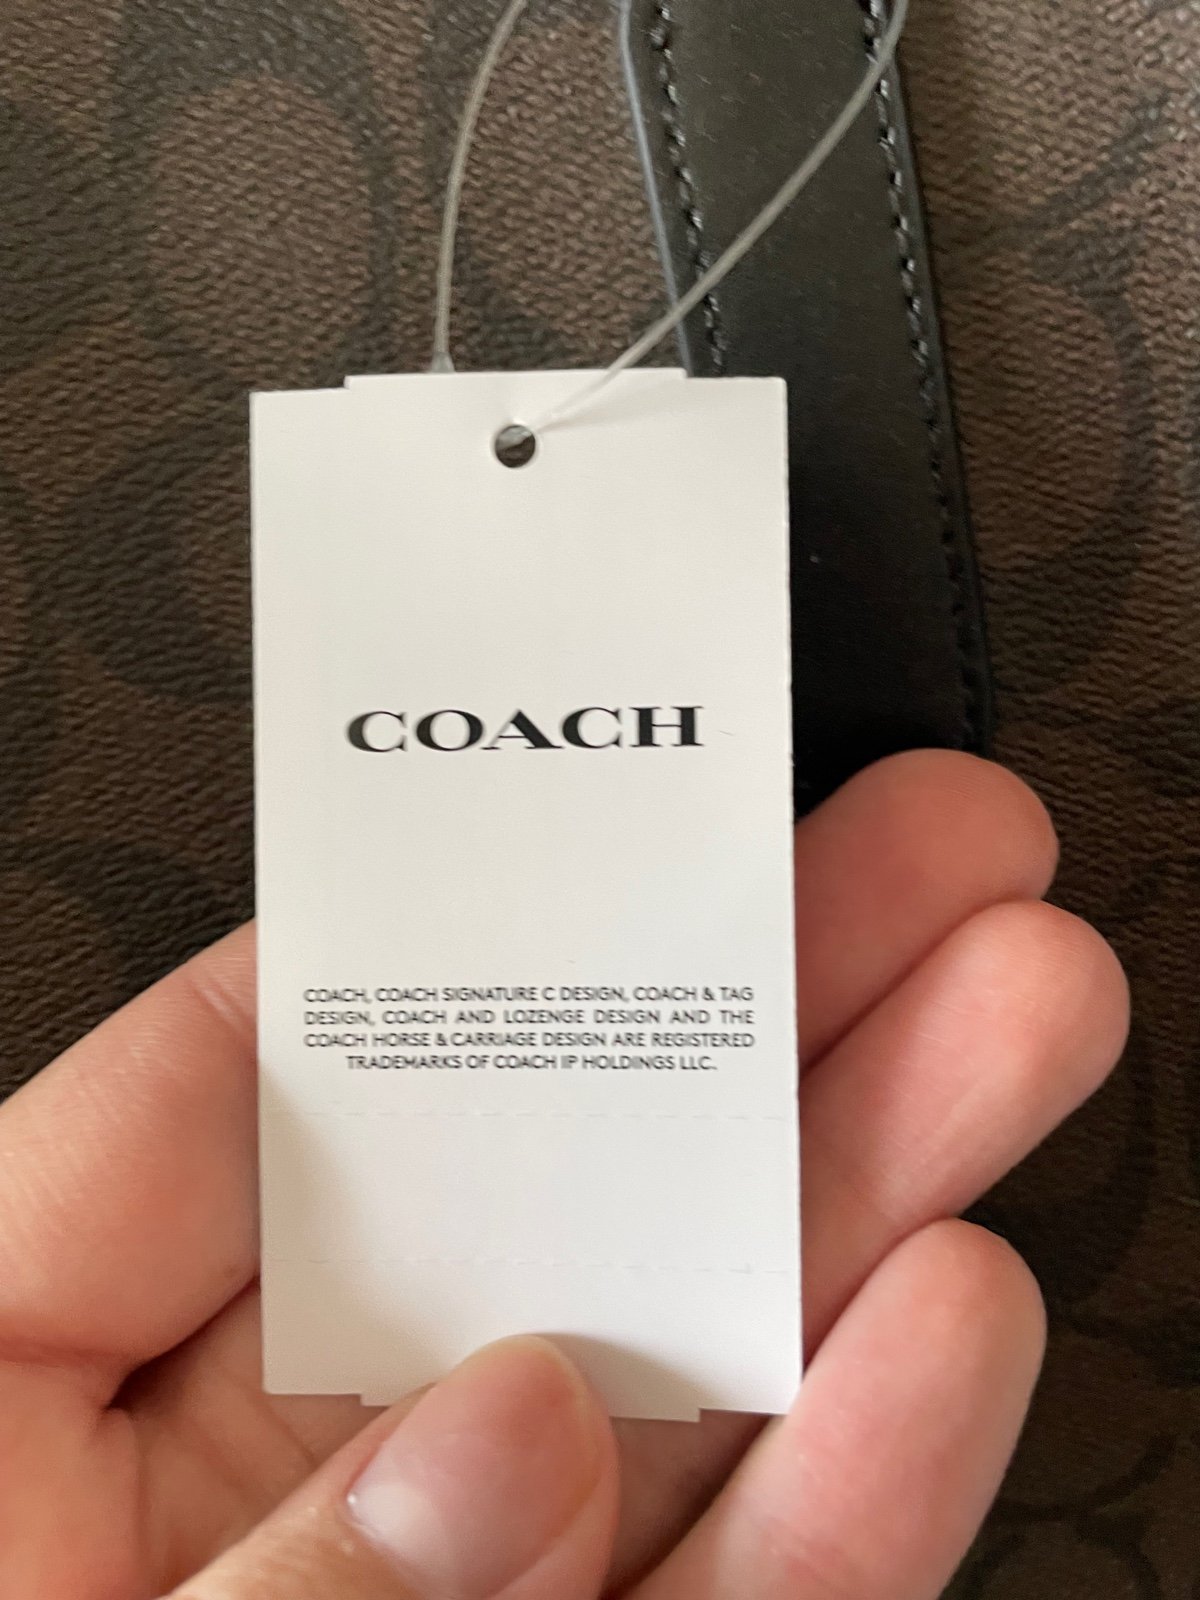 COACH
COACH, COACH SIGNATURE C DESIGN, COACH & TAG
DESIGN, COACH AND LOZENGE DESIGN AND THE
COACH HORSE & CARRIAGE DESIGN ARE REGISTERED
TRADEMARKS OF COACH IP HOLDINGS LLC.